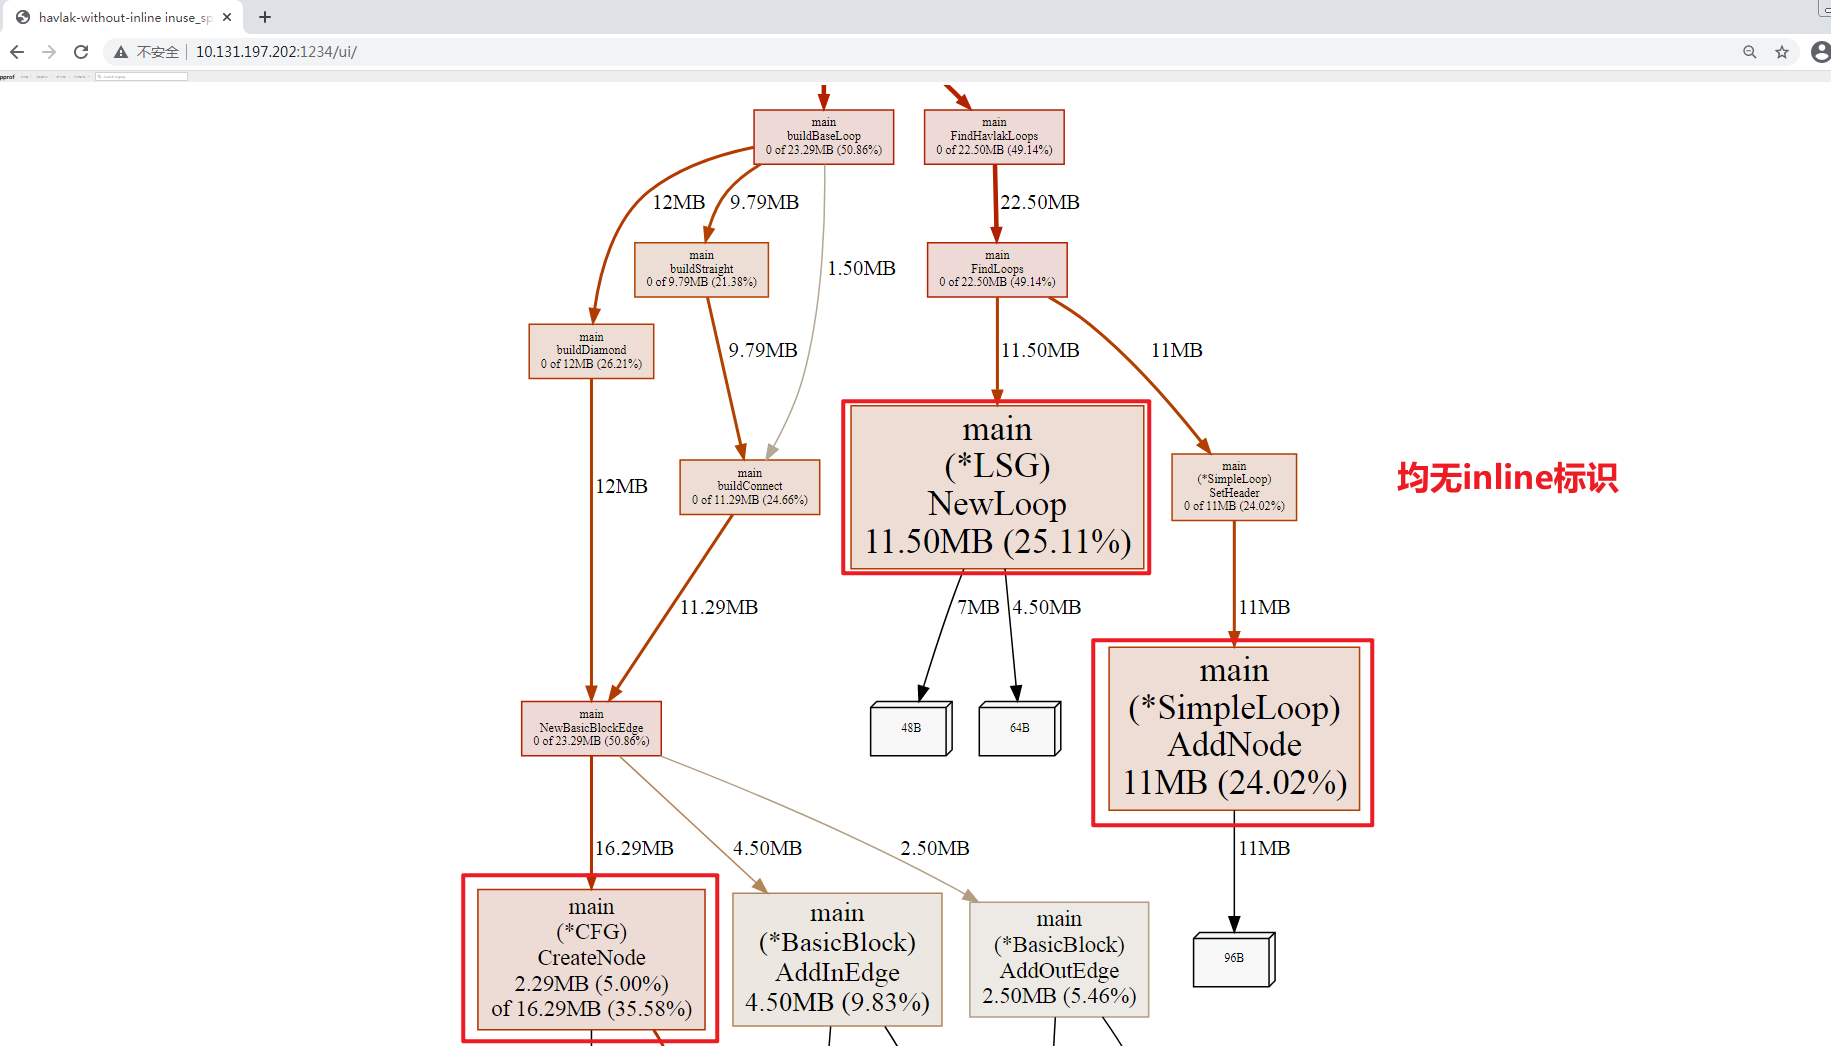 havlak-without-inline inuse_sp
不安全
10.131.197.202:1234/ui/
pprof
main
buildBaseLoop
0 of 23.29MB (50.86%)
main
FindHavlakLoops
0 of 22.50MB (49.14%)
12MB
9.79MB
22.50MB
main
buildStraight
0 of 9.79MB (21.38%)
1.50MB
main
FindLoops
0 of 22.50MB (49.14%)
main
buildDiamond
0 of 12MB (26.21%)
9.79MB
11.50MB
11MB
12MB
main
buildConnect
0 of 11.29MB (24.66%)
main
(*LSG)
NewLoop
11.50MB (25.11%)
main
(*SimpleLoop)
SetHeader
0 of 11MB (24.02%)
均无inline标识
11.29MB
7MB
4.50MB
11MB
main
NewBasicBlockEdge
0 of 23.29MB (50.86%)
48B
64B
main
(*SimpleLoop)
AddNode
11MB (24.02%)
16.29MB
4.50MB
2.50MB
11MB
main
(*CFG)
CreateNode
2.29MB (5.00%)
of 16.29MB (35.58%)
main
(*BasicBlock)
AddInEdge
4.50MB (9.83%)
main
(*BasicBlock)
AddOutEdge
2.50MB (5.46%)
96B